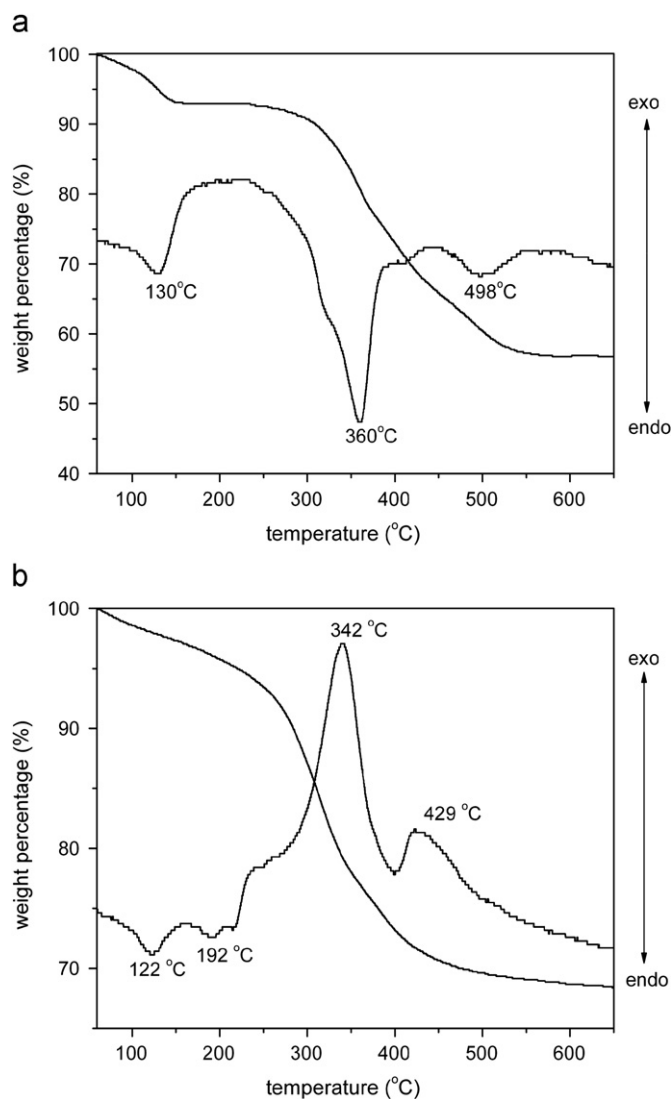 a
100
90
80
70
60
50
40
weight percentage (%)
130°C
360°C
498°C
exo
endo
100 200 300 400 500 600
temperature (°C)
b
100
90
80
70
weight percentage (%)
342 °C
429 °C
122 °C
192 °C
exo
endo
100 200 300 400 500 600
temperature (°C)